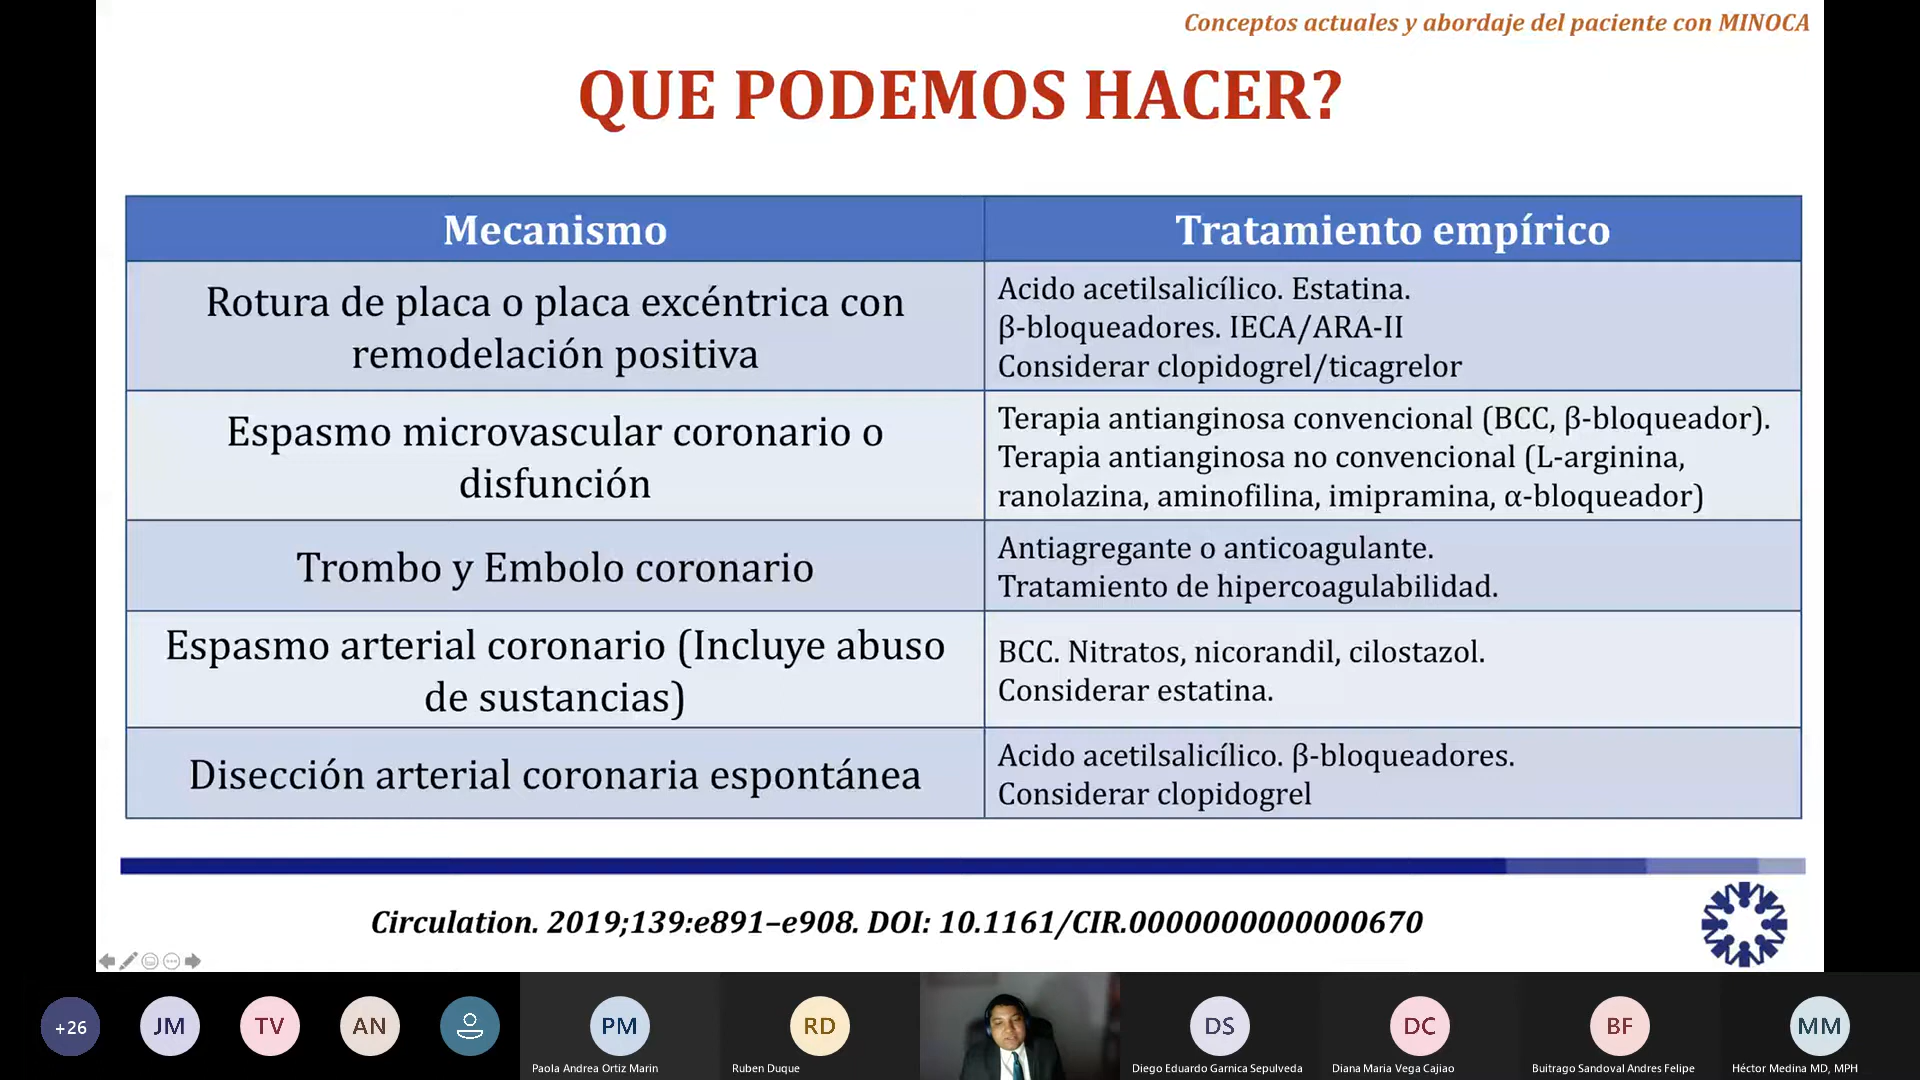 Conceptos actuales y abordaje del paciente con MINOCA
QUE PODEMOS HACER?
Mecanismo
Tratamiento empírico
Rotura de placa o placa excéntrica con
remodelación positiva
Acido acetilsalicílico. Estatina.
β-bloqueadores. IECA/ARA-II
Considerar clopidogrel/ticagrelor
Espasmo microvascular coronario o
disfunción
Terapia antianginosa convencional (BCC, β-bloqueador).
Terapia antianginosa no convencional (L-arginina,
ranolazina, aminofilina, imipramina, α-bloqueador)
Trombo y Embolo coronario
Antiagregante o anticoagulante.
Tratamiento de hipercoagulabilidad.
Espasmo arterial coronario (Incluye abuso
de sustancias)
BCC. Nitratos, nicorandil, cilostazol.
Considerar estatina.
Disección arterial coronaria espontánea
Acido acetilsalicílico. β-bloqueadores.
Considerar clopidogrel
Circulation. 2019;139:e891–e908. DOI: 10.1161/CIR.0000000000000670
+26
JM
TV
AN
PM
RD
DS
DC
BF
MM
Paola Andrea Ortiz Marin
Ruben Duque
Diego Eduardo Garnica Sepulveda
Diana Maria Vega Cajiao
Buitrago Sandoval Andres Felipe
Héctor Medina MD, MPH